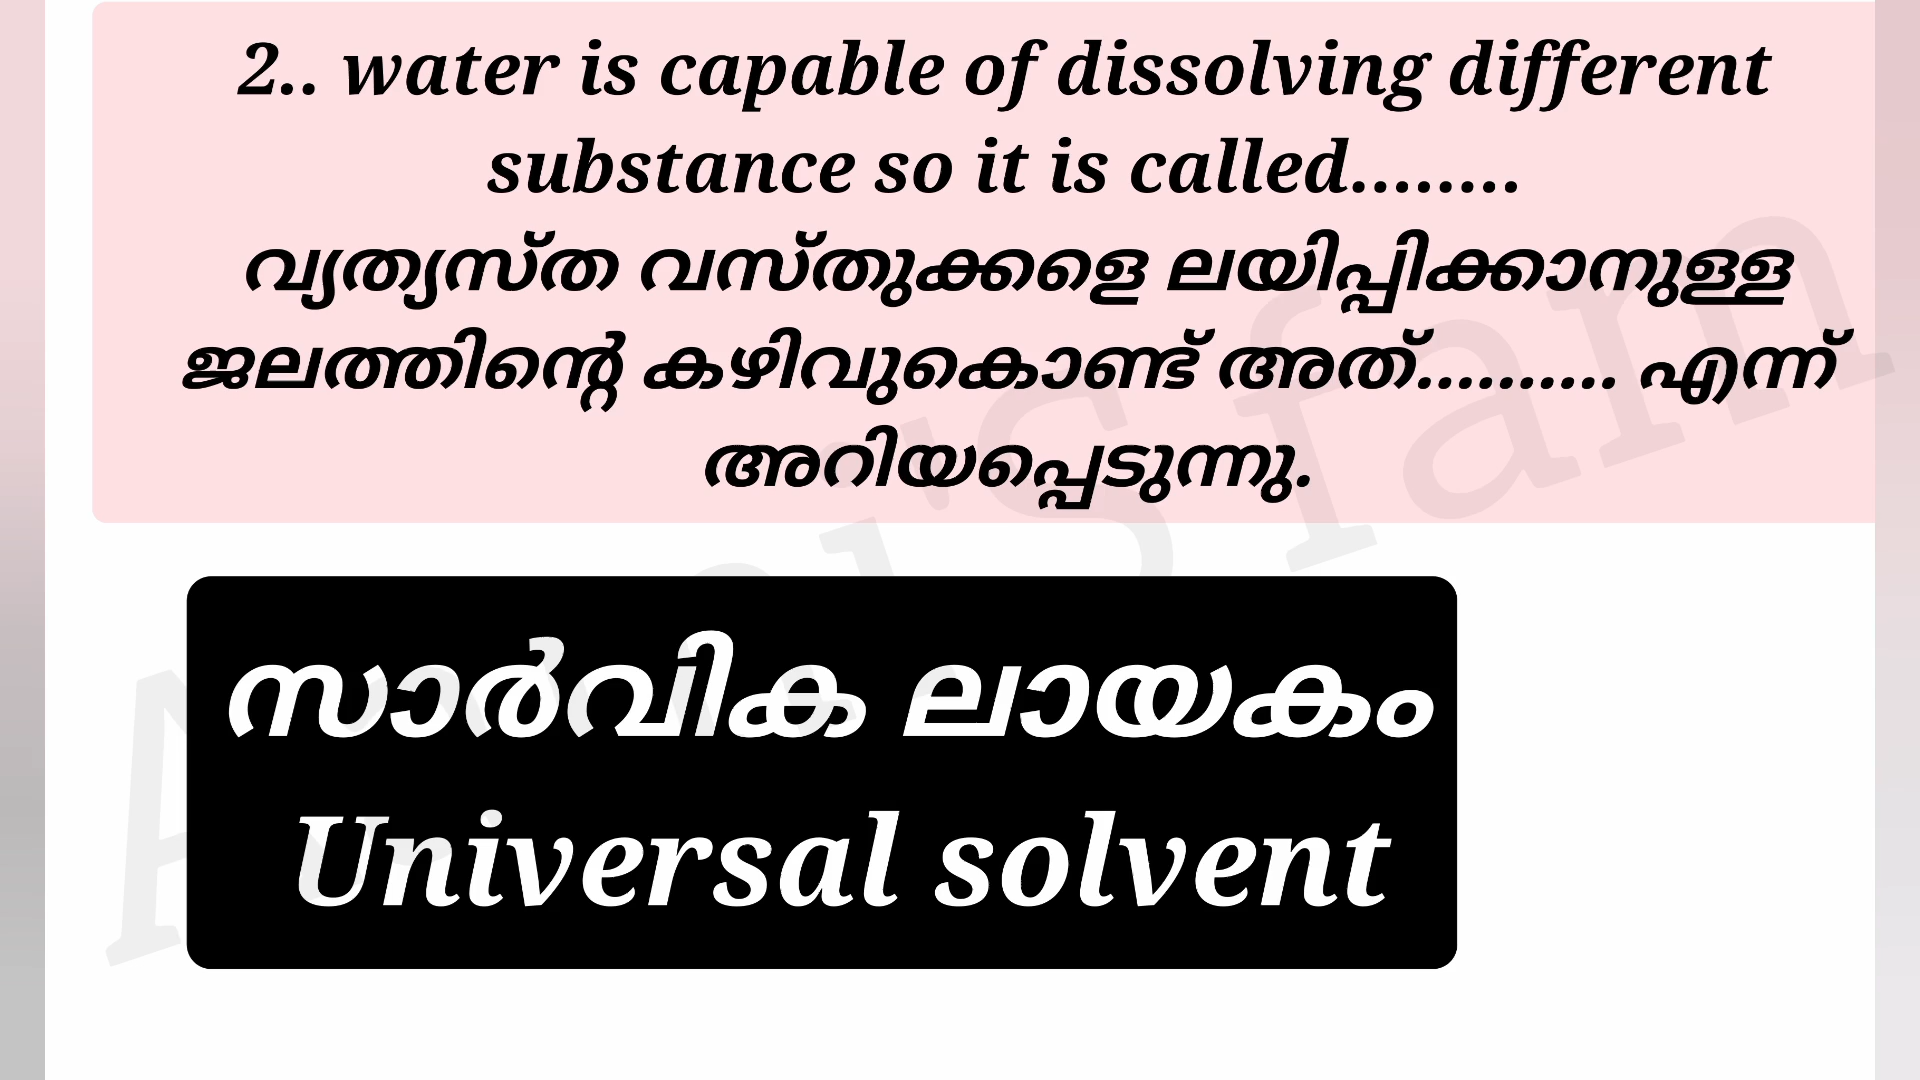 2.. water is capable of dissolving different
substance so it is called........
വ്യത്യസ്ത വസ്തുക്കളെ ലയിപ്പിക്കാനുള്ള
ജലത്തിന്റെ കഴിവുകൊണ്ട് അത്.......... എന്ന്
അറിയപ്പെടുന്നു.
സാർവിക ലായകം
Universal solvent